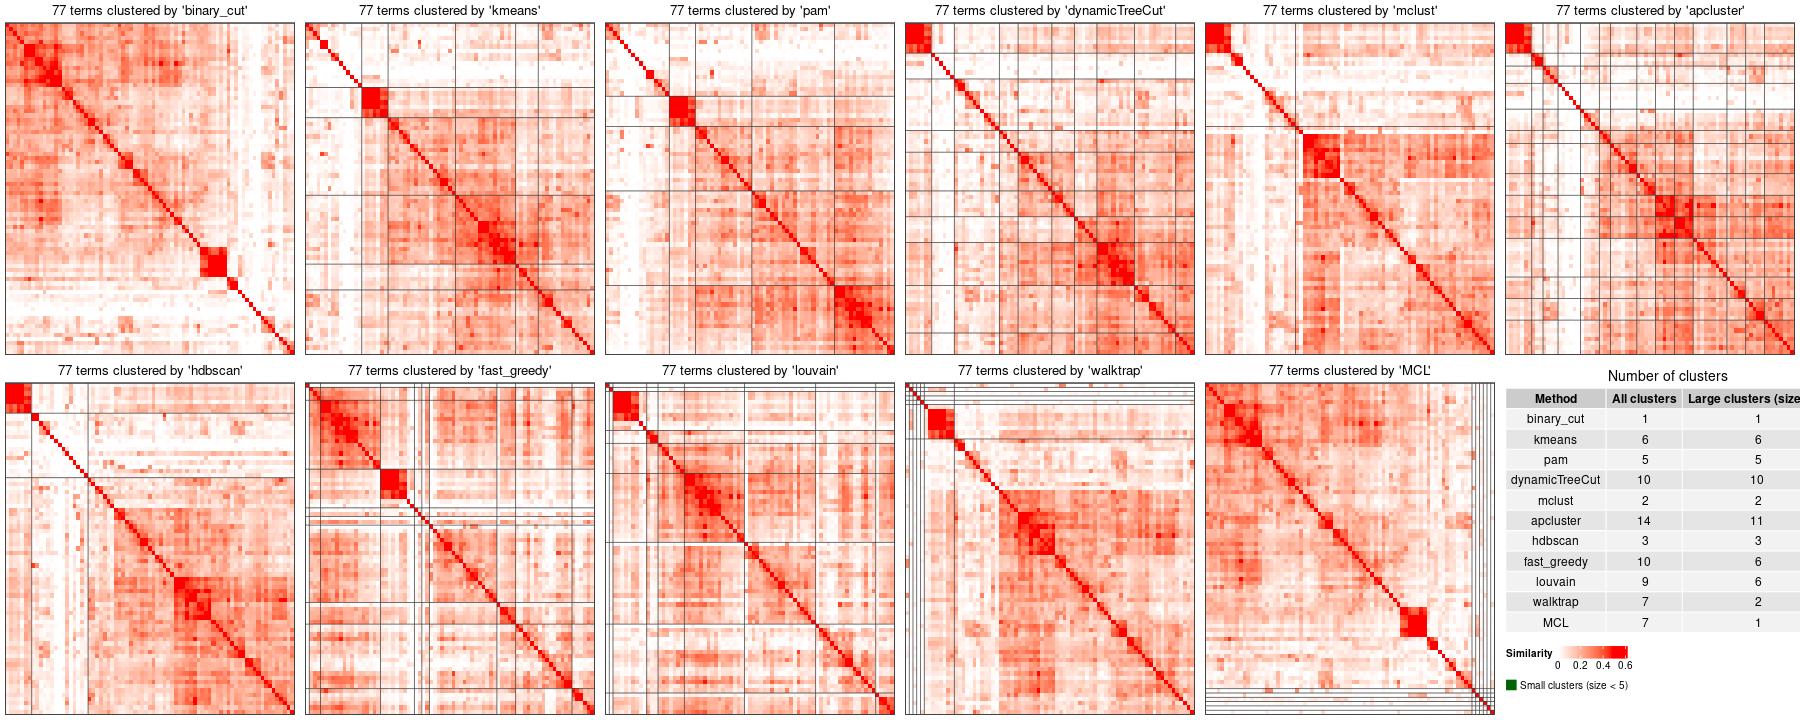 77 terms clustered by 'binary_cut'
77 terms clustered by 'kmeans'
77 terms clustered by 'pam'
77 terms clustered by 'dynamicTreeCut'
77 terms clustered by 'mclust'
77 terms clustered by 'apcluster'
77 terms clustered by 'hdbscan'
77 terms clustered by 'fast_greedy'
77 terms clustered by 'louvain'
77 terms clustered by 'walktrap'
77 terms clustered by 'MCL'
Number of clusters
Method All clusters Large clusters (size
binary_cut 1 1
kmeans 6 6
pam 5 5
dynamicTreeCut 10 10
mclust 2 2
apcluster 14 11
hdbscan 3 3
fast_greedy 10 6
louvain 9 6
walktrap 7 2
MCL 7 1
Similarity
0 0.2 0.4 0.6
Small clusters (size < 5)